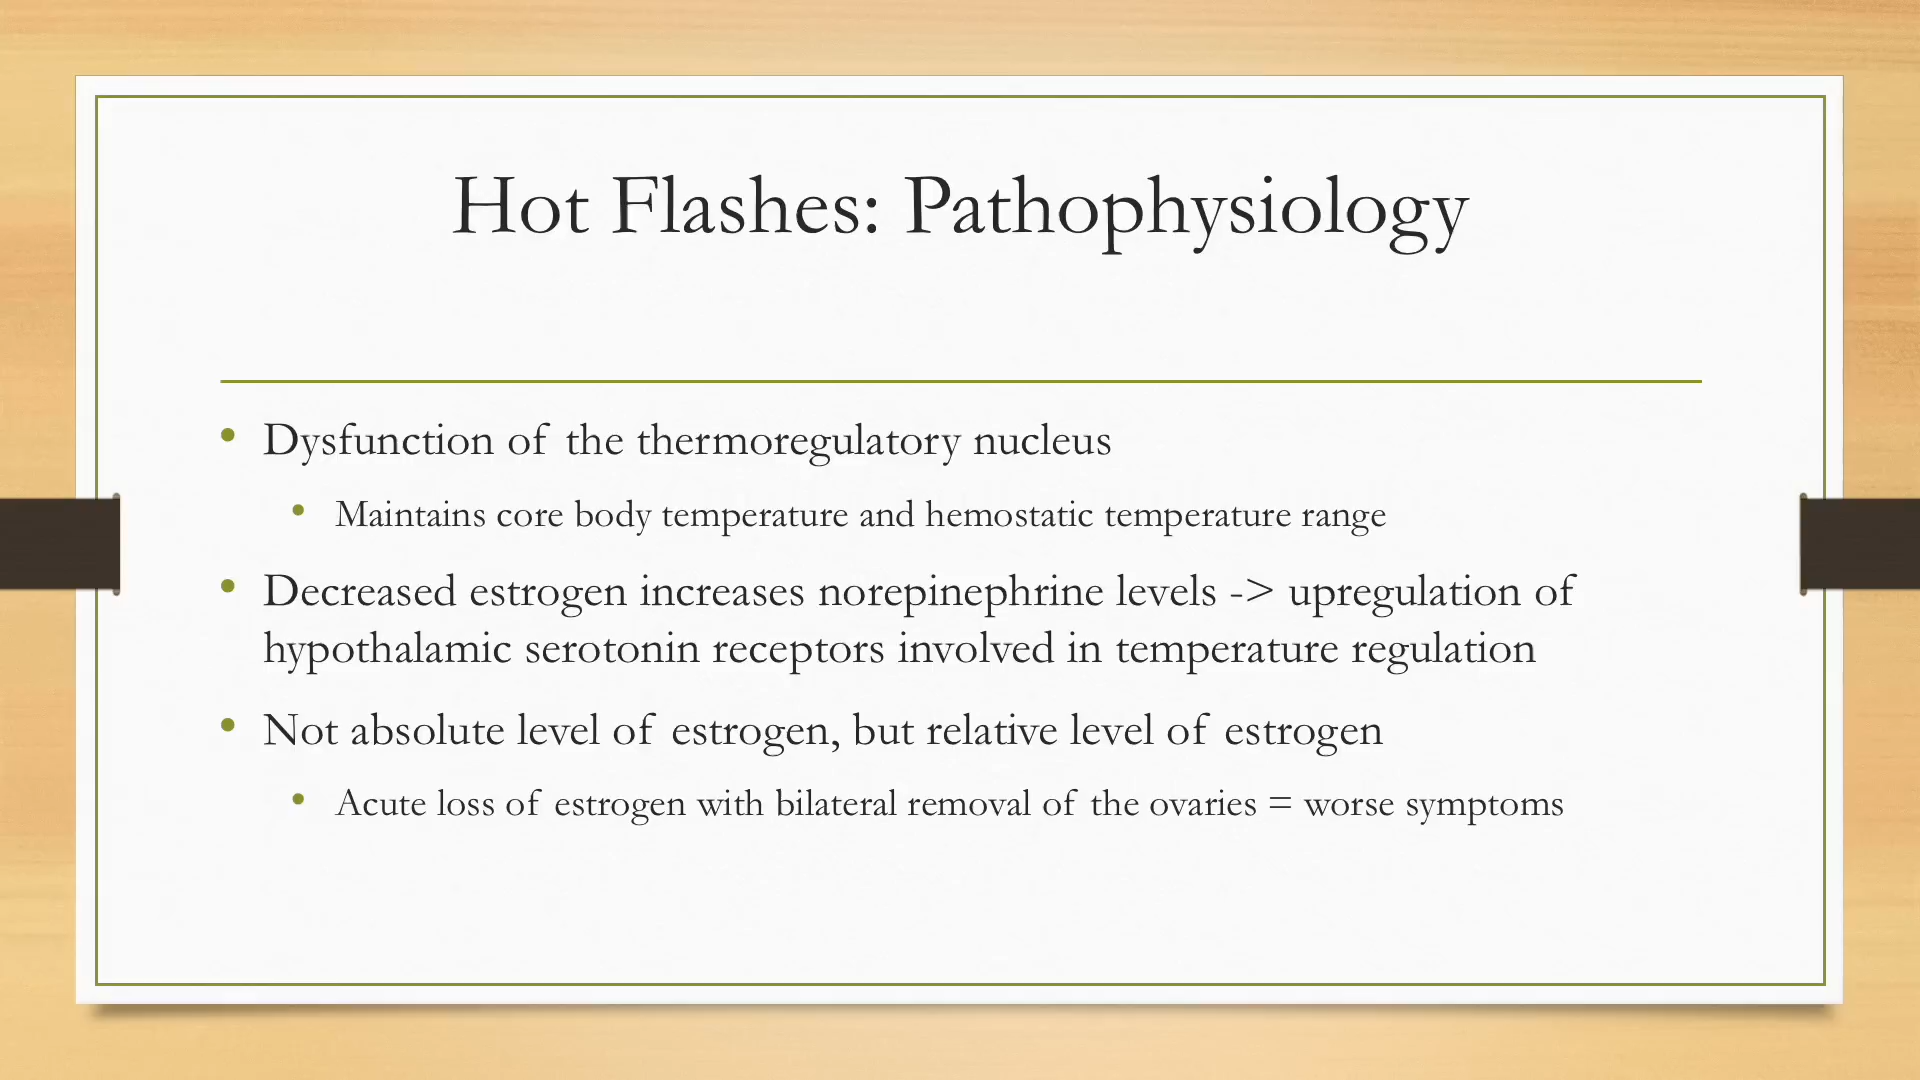 Hot Flashes: Pathophysiology
• Dysfunction of the thermoregulatory nucleus
• Maintains core body temperature and hemostatic temperature range
• Decreased estrogen increases norepinephrine levels -> upregulation of
hypothalamic serotonin receptors involved in temperature regulation
• Not absolute level of estrogen, but relative level of estrogen
• Acute loss of estrogen with bilateral removal of the ovaries = worse symptoms